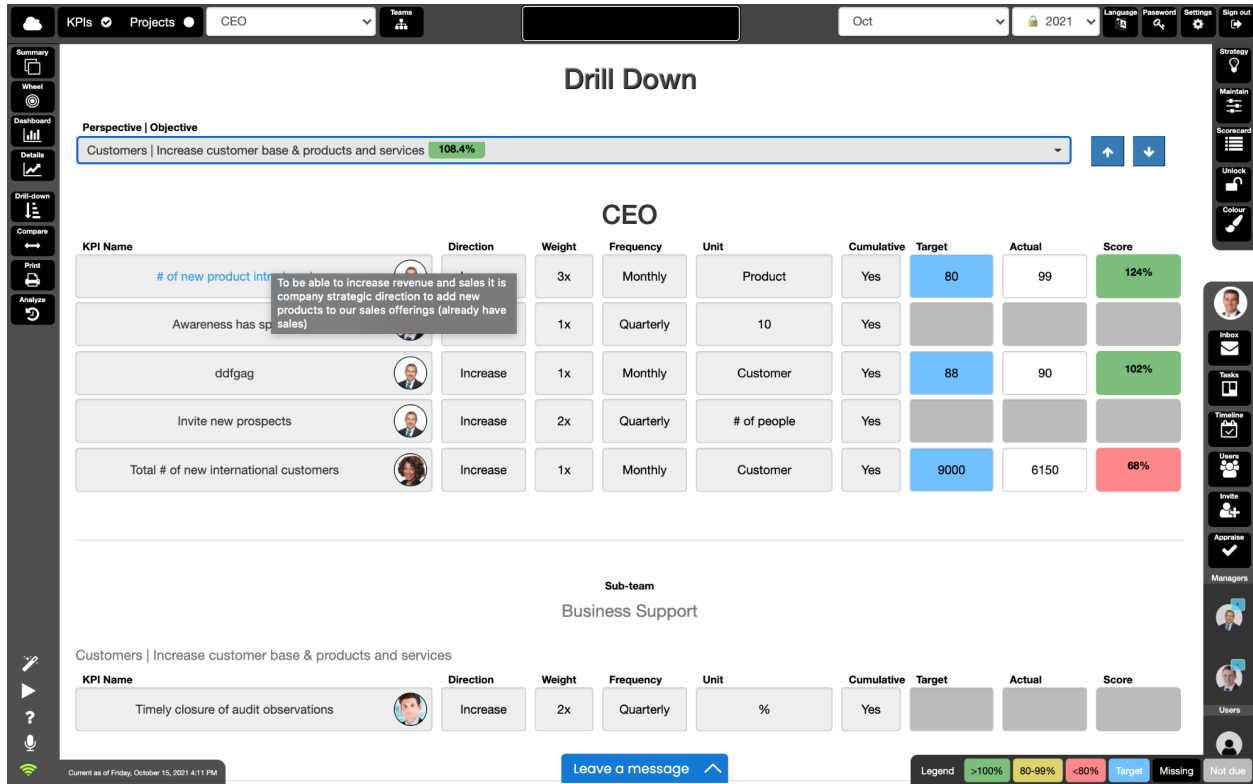 KPIs Projects CEO Teams Oct 2021 Language Password Settings Sign out
Summary
Wheel
Dashboard
Details
Drill-down
Compare
Print
Analyze
Drill Down
Perspective | Objective
Customers | Increase customer base & products and services 108.4%
CEO
KPI Name Direction Weight Frequency Unit Cumulative Target Actual Score
# of new product 3x Monthly Product Yes 80 99 124%
To be able to increase revenue and sales it is
company strategic direction to add new
products to our sales offerings (already have
sales)
Awareness has 1x Quarterly 10 Yes
ddfgag Increase 1x Monthly Customer Yes 88 90 102%
Invite new prospects Increase 2x Quarterly # of people Yes
Total # of new international customers Increase 1x Monthly Customer Yes 9000 6150 68%
Sub-team
Business Support
Customers | Increase customer base & products and services
KPI Name Direction Weight Frequency Unit Cumulative Target Actual Score
Timely closure of audit observations Increase 2x Quarterly % Yes
Strategy
Maintain
Scorecard
Unlock
Colour
Inbox
Tasks
Timeline
Users
Invite
Appraise
Managers
Users
Current as of Friday, October 15, 2021 4:11 PM
Leave a message
Legend >100% 80-99% <80% Target Missing Not due